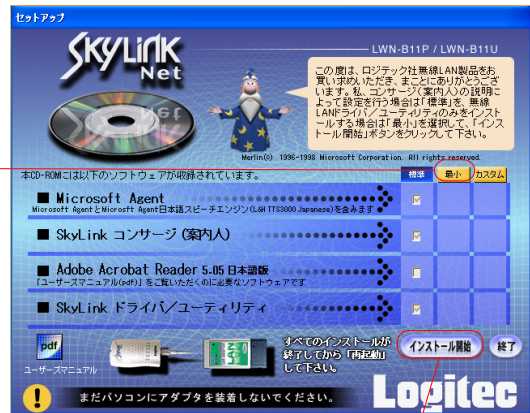 セットアップ
SKYLINK
Net
LWN-B11P / LWN-B11U
この度は、ロジテック社無線LAN製品をお
買い求めいただき、まことにありがとうござ
います。私、コンサージ(案内人)の説明に
よって設定を行う場合は「標準」を、無線
LANドライバ/ユーティリティのみをインスト
ールする場合は「最小」を選択して、「インス
トール開始」ボタンをクリックして下さい。
Merlin(c) 1996-1998 Microsoft Corporation. All rights reserved.
本CD-ROMには以下のソフトウェアが収録されています。
標準 最小 カスタム
■ Microsoft Agent
Microsoft AgentとMicrosft Agent日本語スピーチエンジン(L&H TTS3000 Japanese)を含みます
■ SkyLink コンサージ (案内人)
■ Adobe Acrobat Reader 5.05 日本語版
「ユーザーズマニュアル(pdf)」をご覧いただくのに必要なソフトウェアです
■ SkyLink ドライバ/ユーティリティ
pdf
ユーザーズマニュアル
すべてのインストールが
終了してから「再起動」
して下さい。
インストール開始
終了
まだパソコンにアダプタを装着しないでください。
Logitec